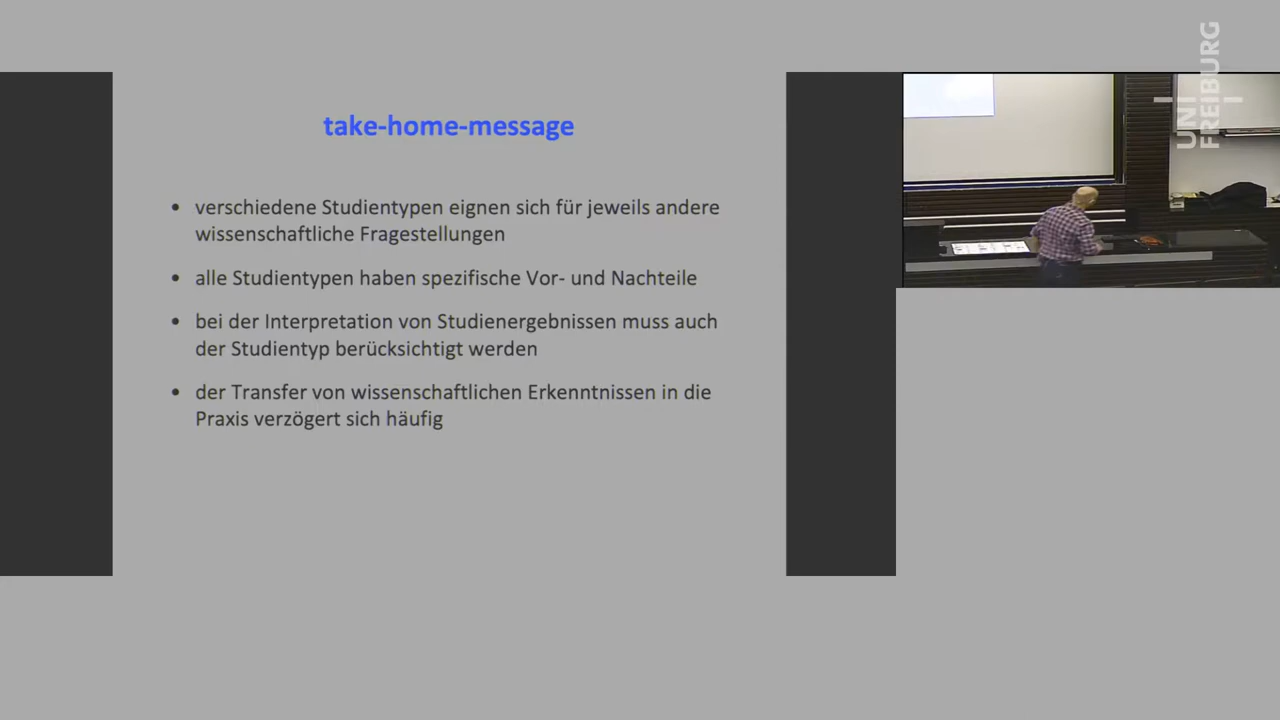 take-home-message
• verschiedene Studientypen eignen sich für jeweils andere
wissenschaftliche Fragestellungen
• alle Studientypen haben spezifische Vor- und Nachteile
• bei der Interpretation von Studienergebnissen muss auch
der Studientyp berücksichtigt werden
• der Transfer von wissenschaftlichen Erkenntnissen in die
Praxis verzögert sich häufig
UNI
FREIBURG